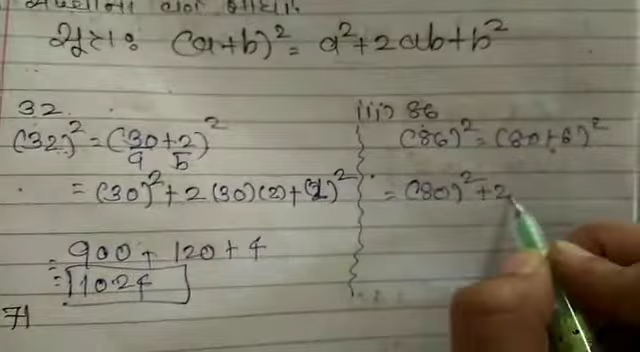 સૂત્ર: (a+b)² = a²+2ab+b²
32.
(32)² = (30+2)²
a b
= (30)²+2(30)(2)+(2)²
= 900 + 120 + 4
= 1024
71
iii) 86
(86)² = (80+6)²
= (80)²+2